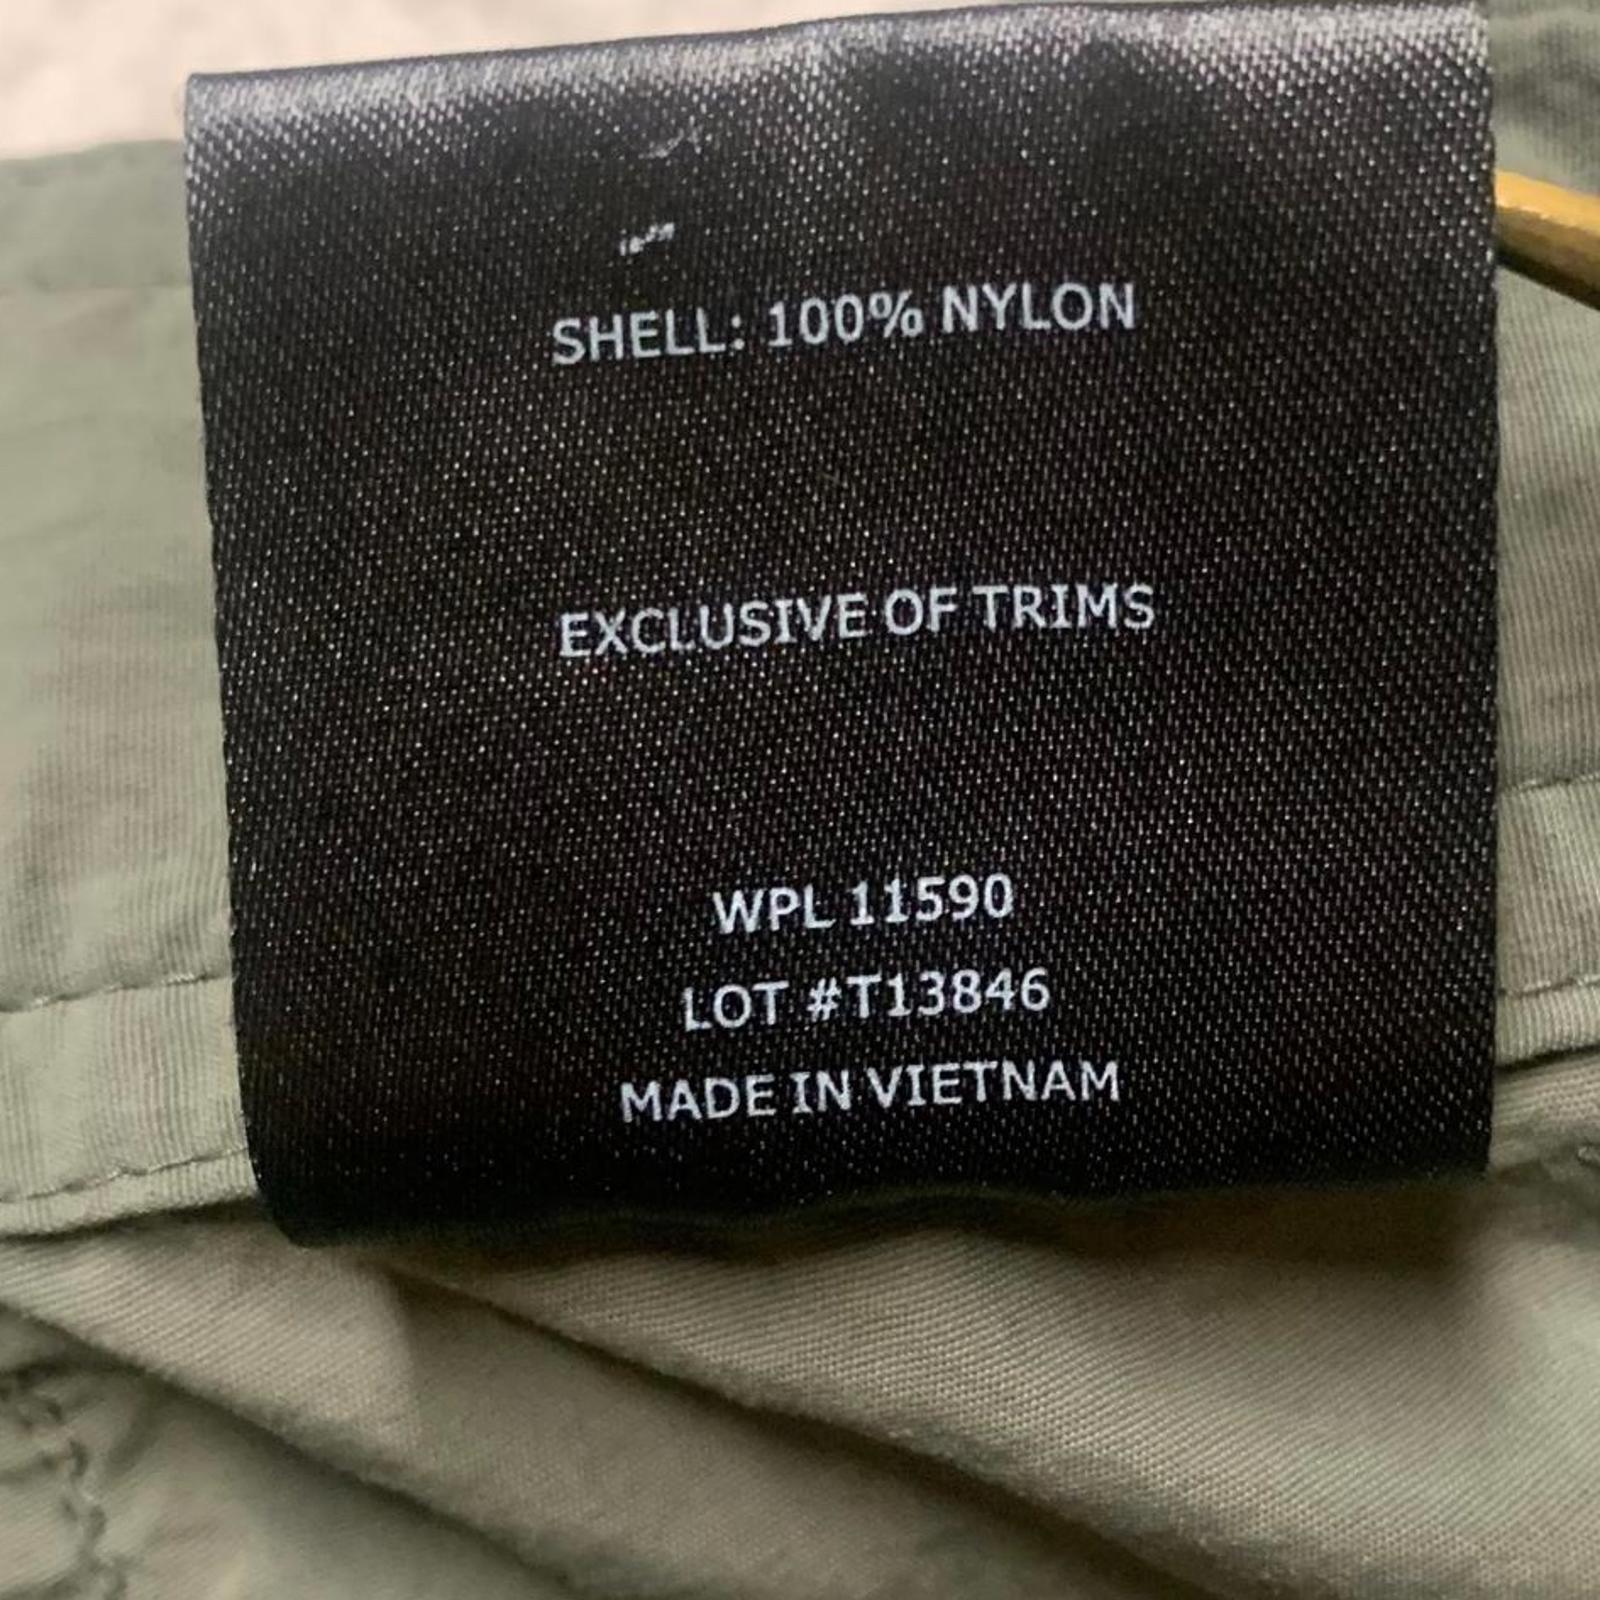 SHELL: 100% NYLON
EXCLUSIVE OF TRIMS
WPL 11590
LOT #T13846
MADE IN VIETNAM